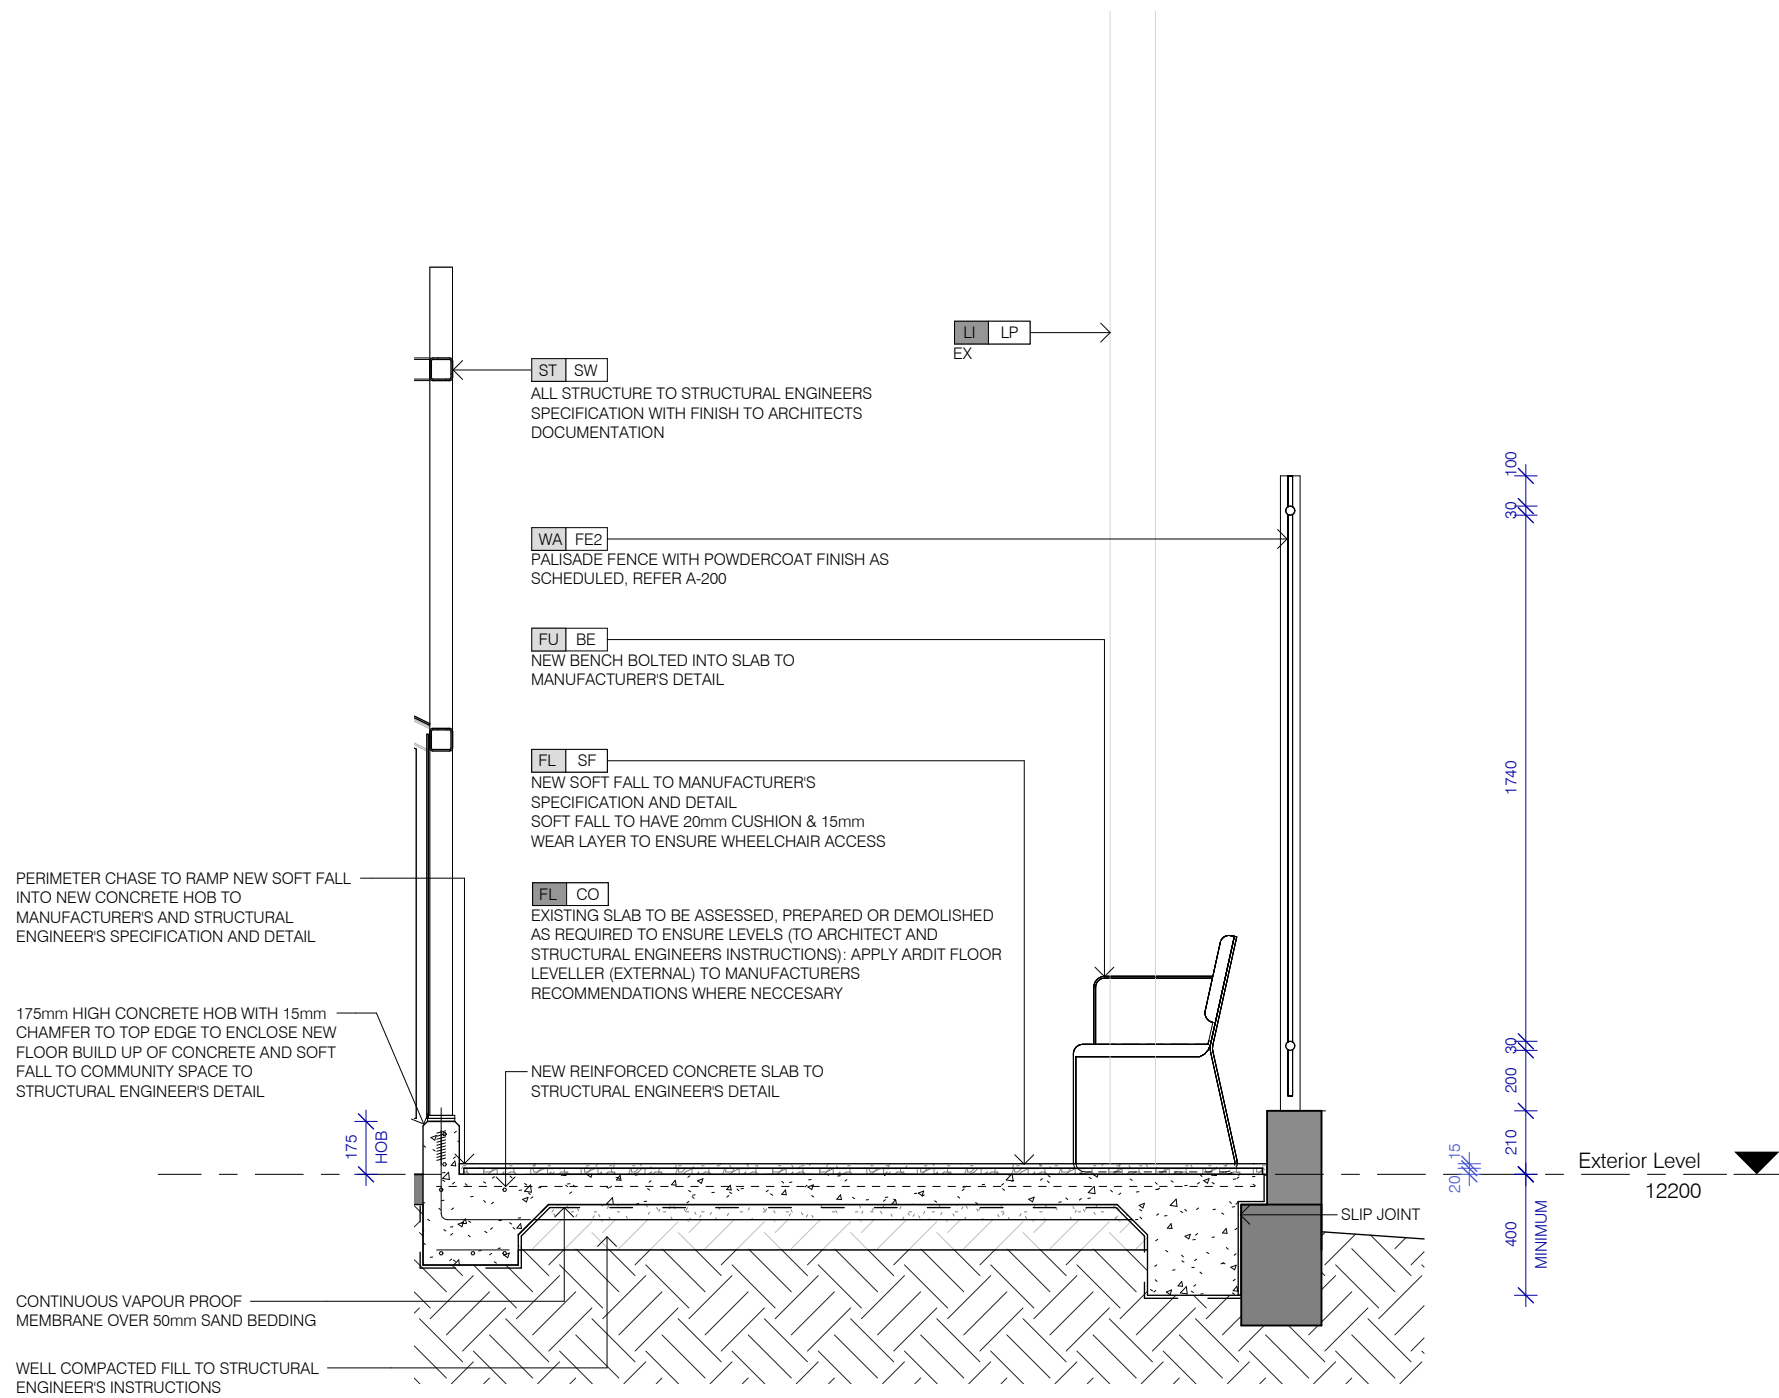 LI LP
EX
ST SW
ALL STRUCTURE TO STRUCTURAL ENGINEERS
SPECIFICATION WITH FINISH TO ARCHITECTS
DOCUMENTATION
WA FE2
PALISADE FENCE WITH POWDERCOAT FINISH AS
SCHEDULED, REFER A-200
FU BE
NEW BENCH BOLTED INTO SLAB TO
MANUFACTURER'S DETAIL
FL SF
NEW SOFT FALL TO MANUFACTURER'S
SPECIFICATION AND DETAIL
SOFT FALL TO HAVE 20mm CUSHION & 15mm
WEAR LAYER TO ENSURE WHEELCHAIR ACCESS
FL CO
EXISTING SLAB TO BE ASSESSED, PREPARED OR DEMOLISHED
AS REQUIRED TO ENSURE LEVELS (TO ARCHITECT AND
STRUCTURAL ENGINEERS INSTRUCTIONS): APPLY ARDIT FLOOR
LEVELLER (EXTERNAL) TO MANUFACTURERS
RECOMMENDATIONS WHERE NECCESARY
NEW REINFORCED CONCRETE SLAB TO
STRUCTURAL ENGINEER'S DETAIL
PERIMETER CHASE TO RAMP NEW SOFT FALL
INTO NEW CONCRETE HOB TO
MANUFACTURER'S AND STRUCTURAL
ENGINEER'S SPECIFICATION AND DETAIL
175mm HIGH CONCRETE HOB WITH 15mm
CHAMFER TO TOP EDGE TO ENCLOSE NEW
FLOOR BUILD UP OF CONCRETE AND SOFT
FALL TO COMMUNITY SPACE TO
STRUCTURAL ENGINEER'S DETAIL
175
HOB
CONTINUOUS VAPOUR PROOF
MEMBRANE OVER 50mm SAND BEDDING
WELL COMPACTED FILL TO STRUCTURAL
ENGINEER'S INSTRUCTIONS
SLIP JOINT
100
30
1740
30
200
210
15
20
400
MINIMUM
Exterior Level
12200